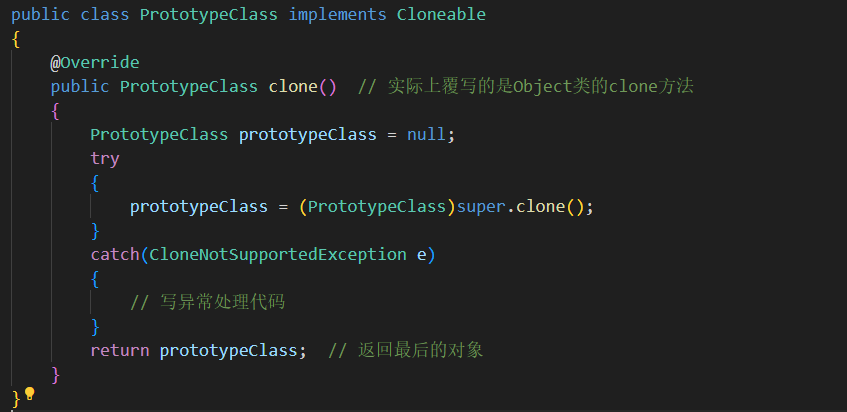 public class PrototypeClass implements Cloneable
{
    @Override
    public PrototypeClass clone()  // 实际上覆写的是Object类的clone方法
    {
        PrototypeClass prototypeClass = null;
        try
        {
            prototypeClass = (PrototypeClass)super.clone();
        }
        catch(CloneNotSupportedException e)
        {
            // 写异常处理代码
        }
        return prototypeClass;  // 返回最后的对象
    }
}